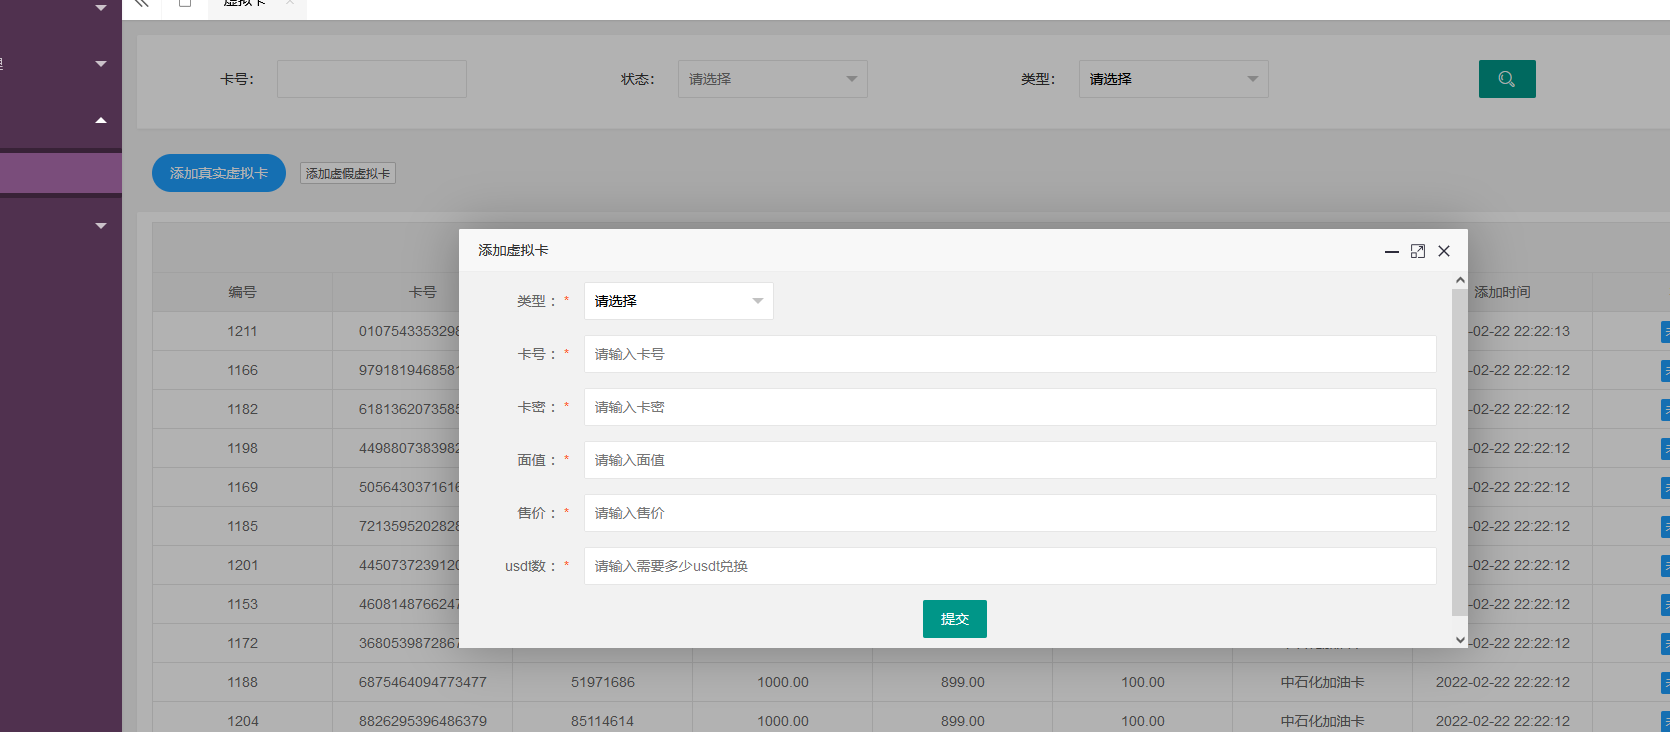 虚拟卡
理
卡号： 状态： 请选择 类型： 请选择
添加真实虚拟卡 添加虚假虚拟卡
添加虚拟卡
类型： * 请选择
卡号： * 请输入卡号
卡密： * 请输入卡密
面值： * 请输入面值
售价： * 请输入售价
usdt数： * 请输入需要多少usdt兑换
提交
编号 卡号 添加时间
1211 0107543353298 -02-22 22:22:13
1166 979181946858 -02-22 22:22:12
1182 618136207358 -02-22 22:22:12
1198 449880738398 -02-22 22:22:12
1169 505643037161 -02-22 22:22:12
1185 721359520282 -02-22 22:22:12
1201 445073723912 -02-22 22:22:12
1153 460814876624 -02-22 22:22:12
1172 368053987286 -02-22 22:22:12
1188 6875464094773477 51971686 1000.00 899.00 100.00 中石化加油卡 2022-02-22 22:22:12
1204 8826295396486379 85114614 1000.00 899.00 100.00 中石化加油卡 2022-02-22 22:22:12